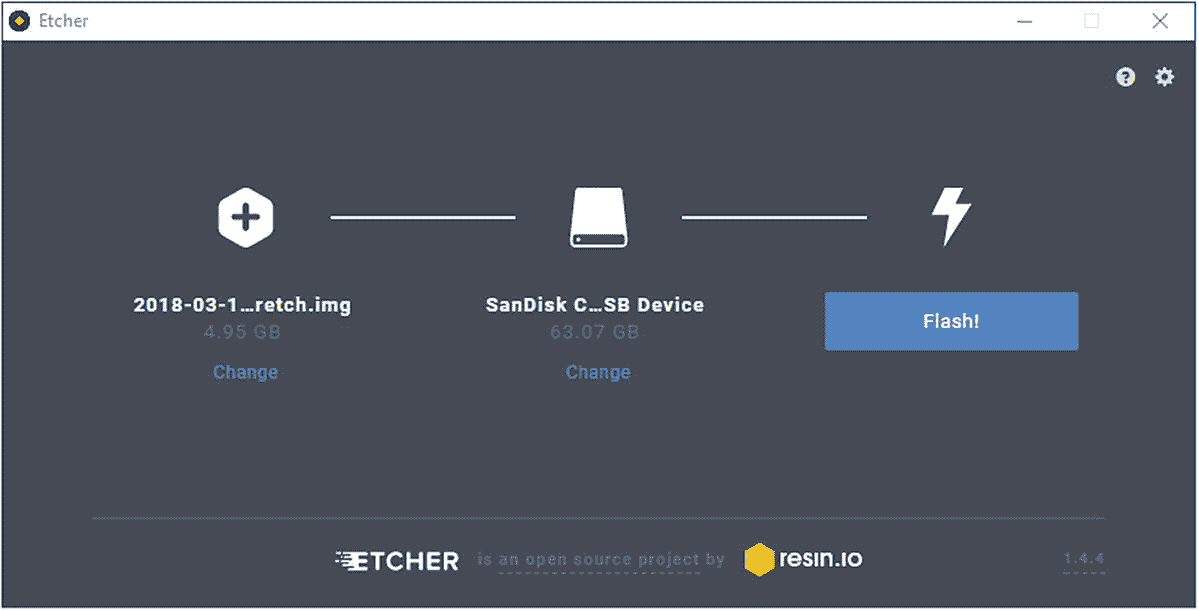 Etcher
2018-03-1...retch.img
4.95 GB
Change
SanDisk C...SB Device
63.07 GB
Change
Flash!
ETCHER is an open source project by resin.io
1.4.4